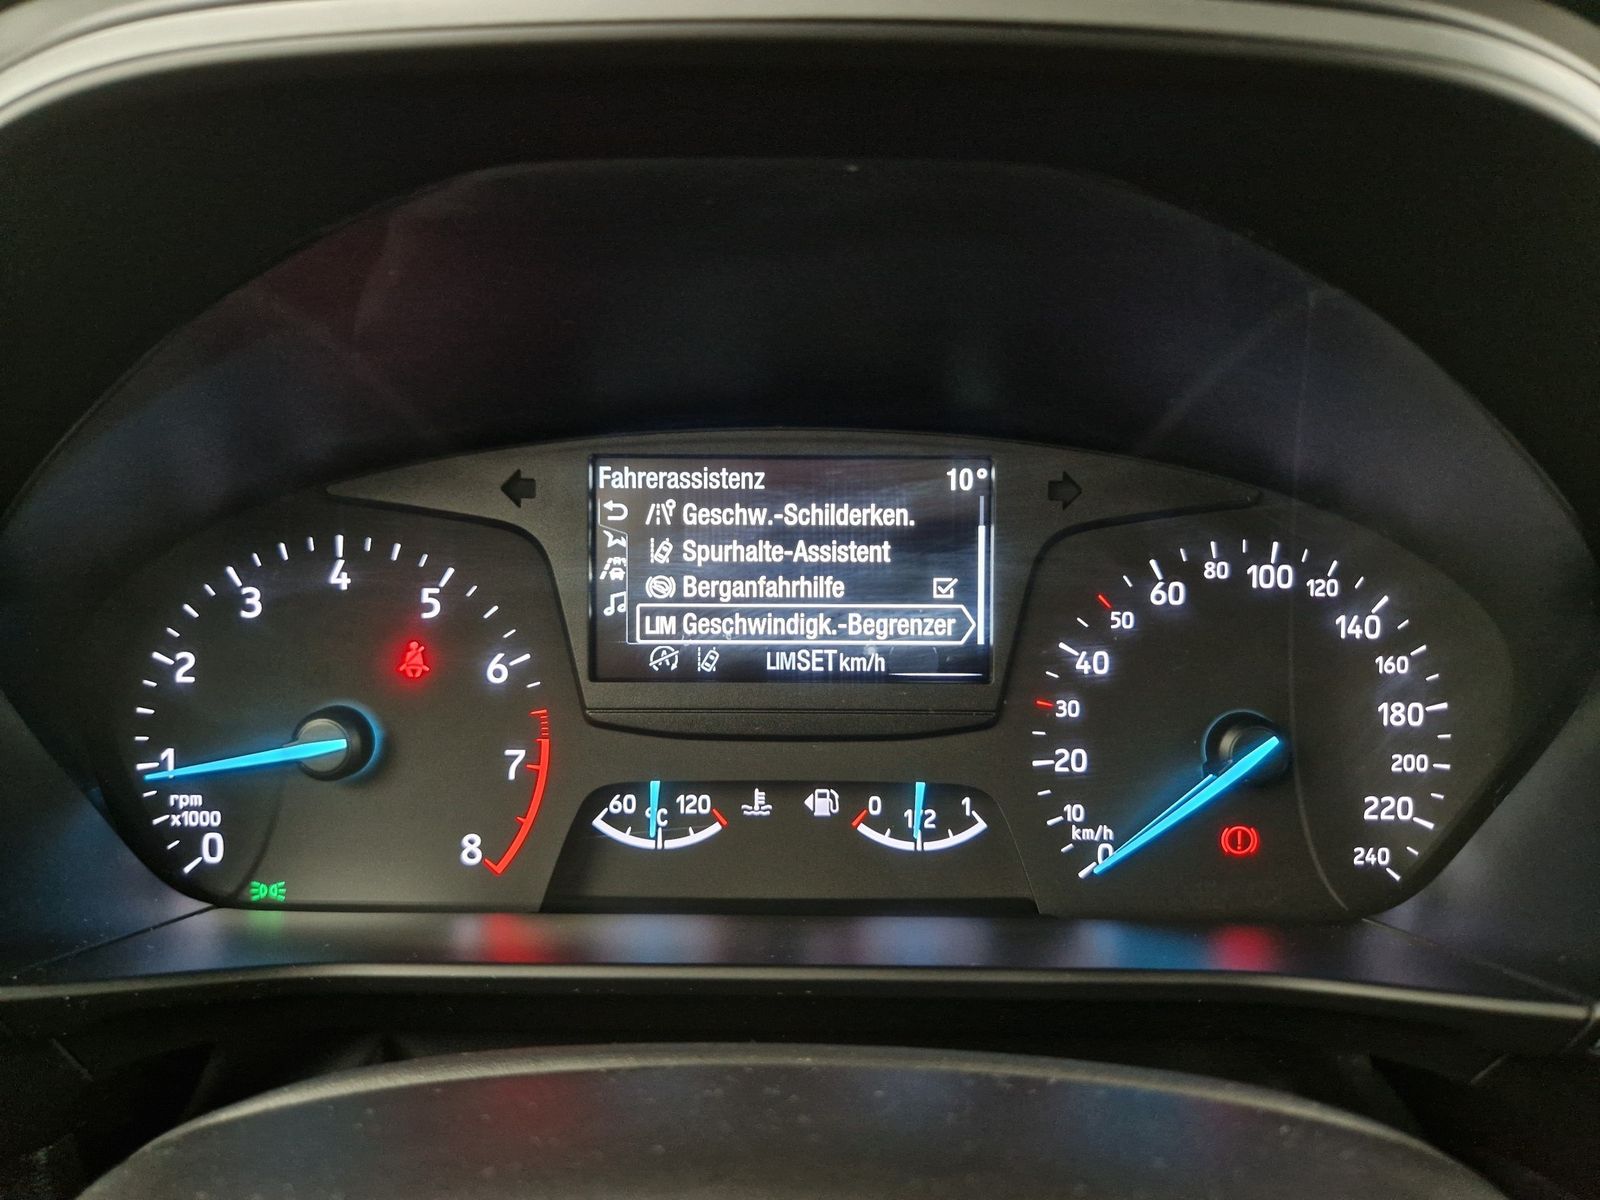 Fahrerassistenz 10°
Geschw.-Schilderken.
Spurhalte-Assistent
Berganfahrhilfe
LIM Geschwindigk.-Begrenzer
LIMSET km/h
0 1 2 3 4 5 6 7 8
rpm
x1000
60 °C 120
0 1/2 1
0 10 20 30 40 50 60 80 100 120 140 160 180 200 220 240
km/h